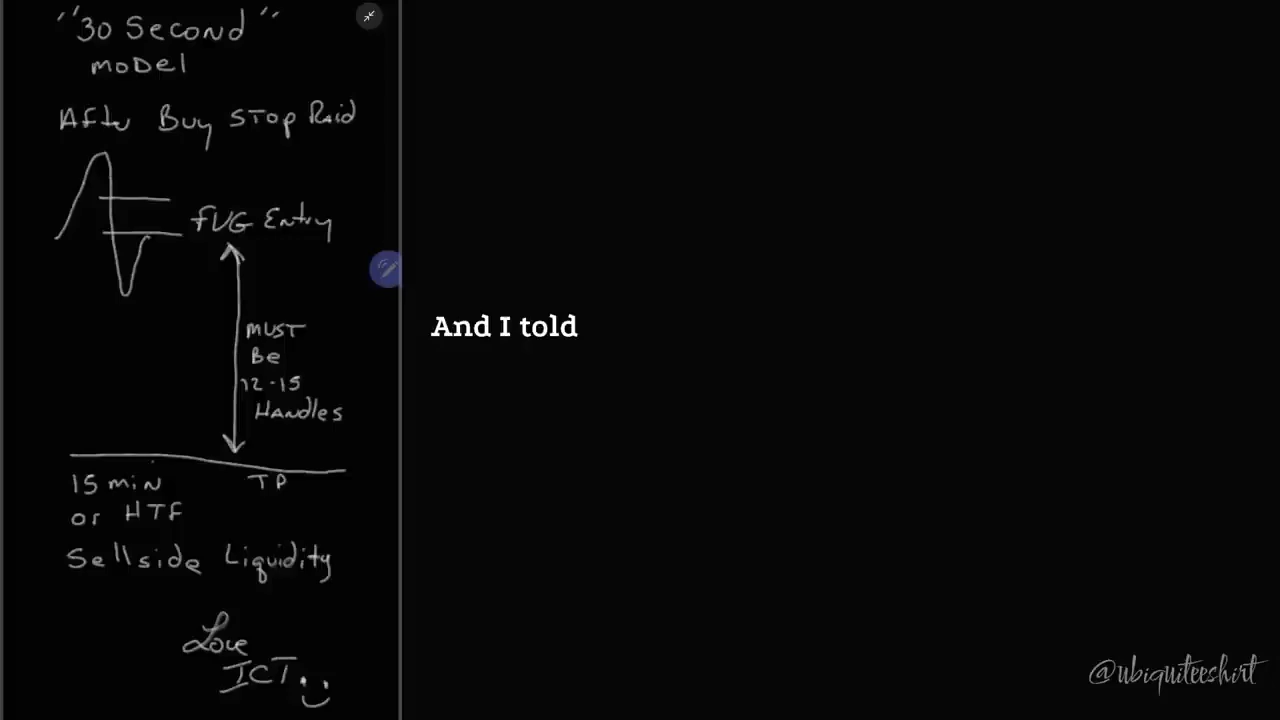 "30 Second"
moDel
After Buy STop Raid
FVG Entry
MUST
Be
12-15
HANdles
15 miN
TP
or HTF
Sellside Liquidity
Love
ICT
And I told
@ubiquiteeshirt